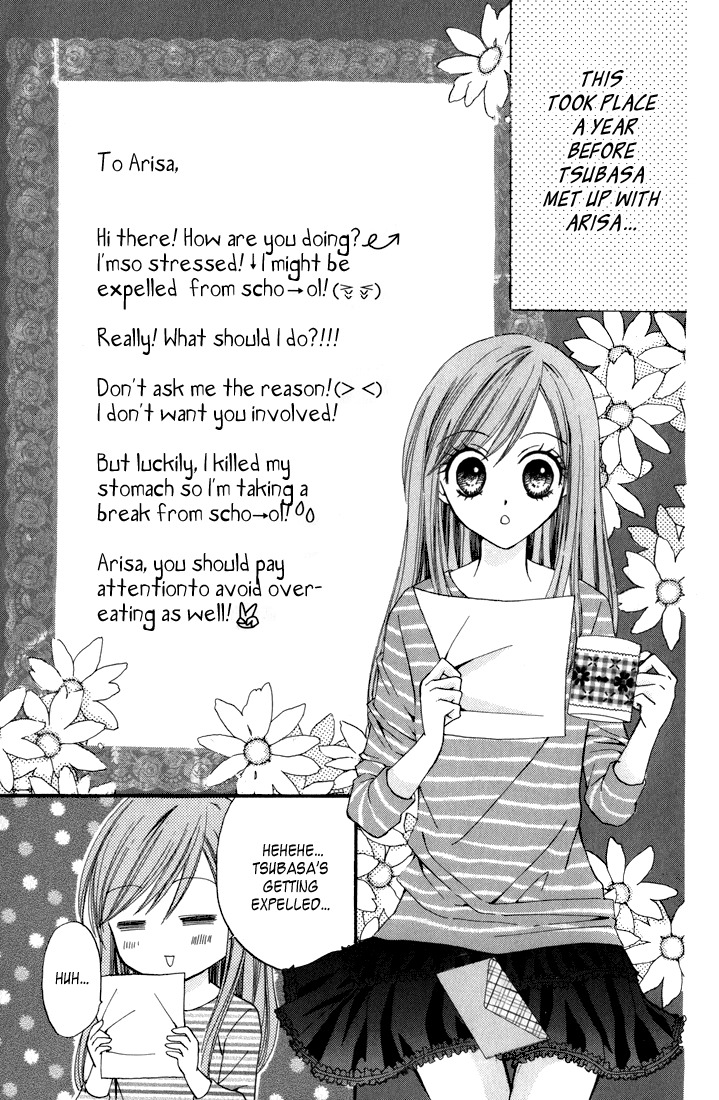 THIS
TOOK PLACE
A YEAR
BEFORE
TSUBASA
MET UP WITH
ARISA...
To Arisa,
Hi there! How are you doing?
I'mso stressed! ↓ I might be
expelled from scho→ol! (〒〒)
Really! What should I do?!!!
Don't ask me the reason! (> <)
I don't want you involved!
But luckily, I killed my
stomach so I'm taking a
break from scho→ol!
Arisa, you should pay
attentionto avoid over-
eating as well!
HEHEHE...
TSUBASA'S
GETTING
EXPELLED...
HUH...